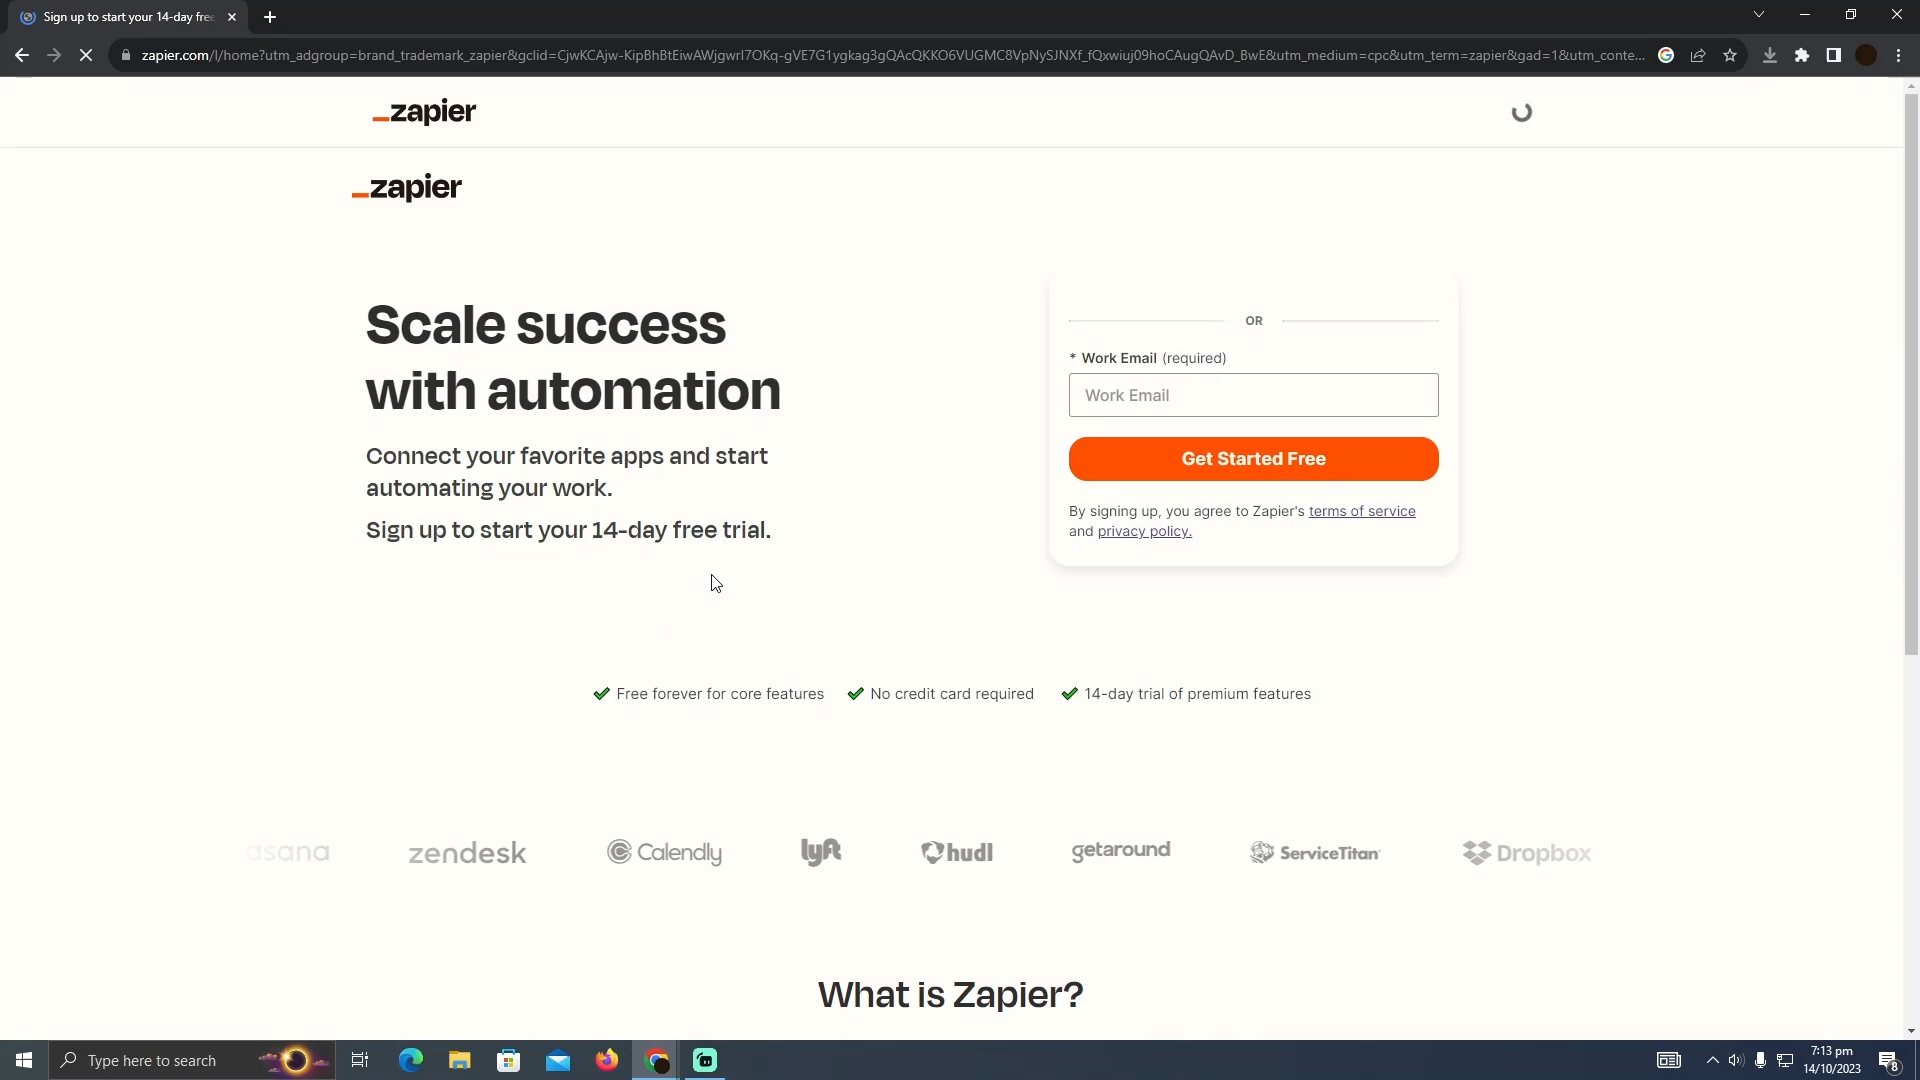 Sign up to start your 14-day free
zapier.com/l/home?utm_adgroup=brand_trademark_zapier&gclid=CjwKCAjw-KipBhBtEiwAWjgwrI7OKq-gVE7G1ygkag3gQAcQKKO6VUGMC8VpNySJNXf_fQxwiuj09hoCAugQAvD_BwE&utm_medium=cpc&utm_term=zapier&gad=1&utm_conte...
zapier
zapier
Scale success
with automation
Connect your favorite apps and start
automating your work.
Sign up to start your 14-day free trial.
OR
* Work Email (required)
Work Email
Get Started Free
By signing up, you agree to Zapier's terms of service
and privacy policy.
Free forever for core features
No credit card required
14-day trial of premium features
asana
zendesk
Calendly
lyft
hudl
getaround
ServiceTitan
Dropbox
What is Zapier?
Type here to search
7:13 pm
14/10/2023
8